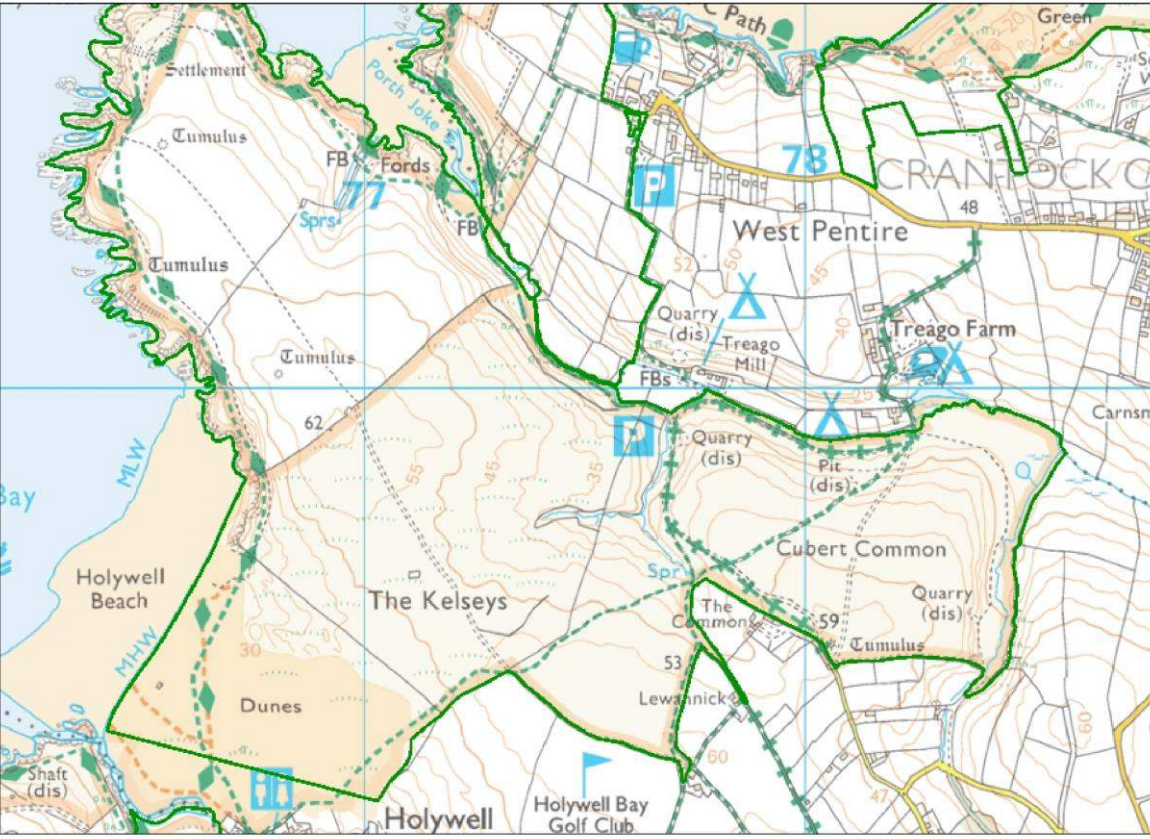 C Path
Green
Settlement
Porth Joke
Tumulus
FB
Fords
77
78
CRANTOCK C
Sprs
FB
48
West Pentire
52
50
45
Tumulus
Quarry
(dis)
Treago
Mill
40
Treago Farm
Tumulus
FBs
25
Carnsm
62
MLW
Bay
55
45
35
P
P
Quarry
(dis)
Pit
(dis)
Cubert Common
Holywell
Beach
The Kelseys
Spr
The
Common
Quarry
(dis)
59
Tumulus
MHW
30
53
Lewannick
Dunes
60
60
Shaft
(dis)
47
Holywell
Holywell Bay
Golf Club